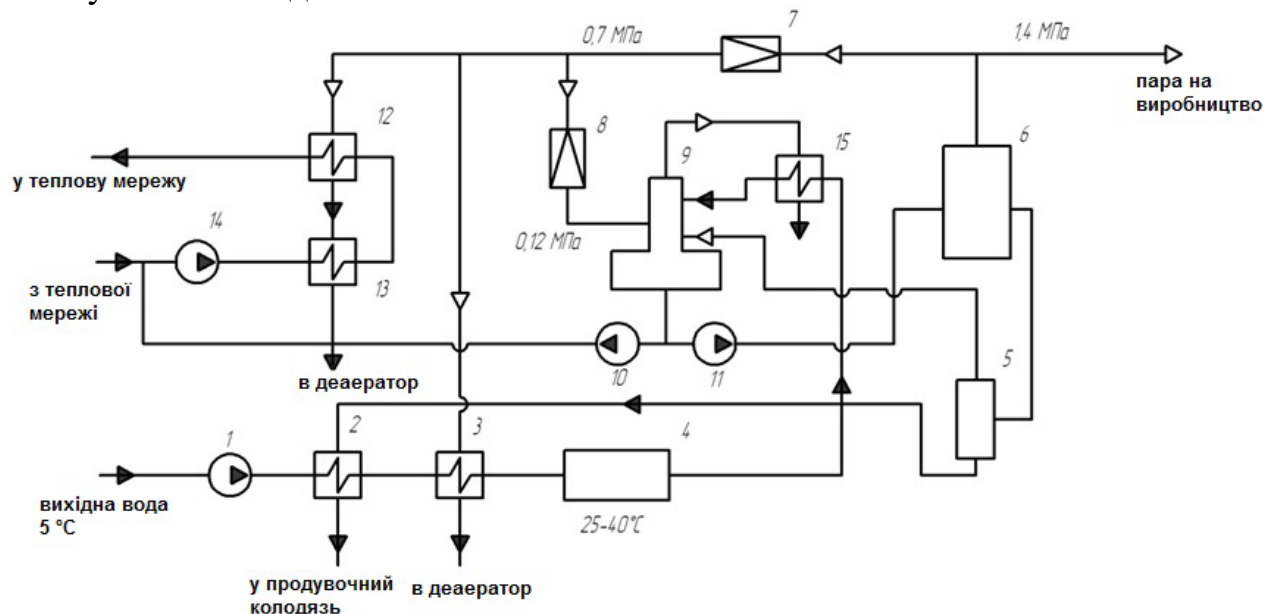 7
0,7 МПа
1,4 МПа
пара на
виробництво
12
8
9
15
6
у теплову мережу
14
0,12 МПа
13
з теплової
мережі
10
11
5
в деаератор
1
2
3
4
вихідна вода
5 °С
25-40°С
у продувочний
колодязь
в деаератор